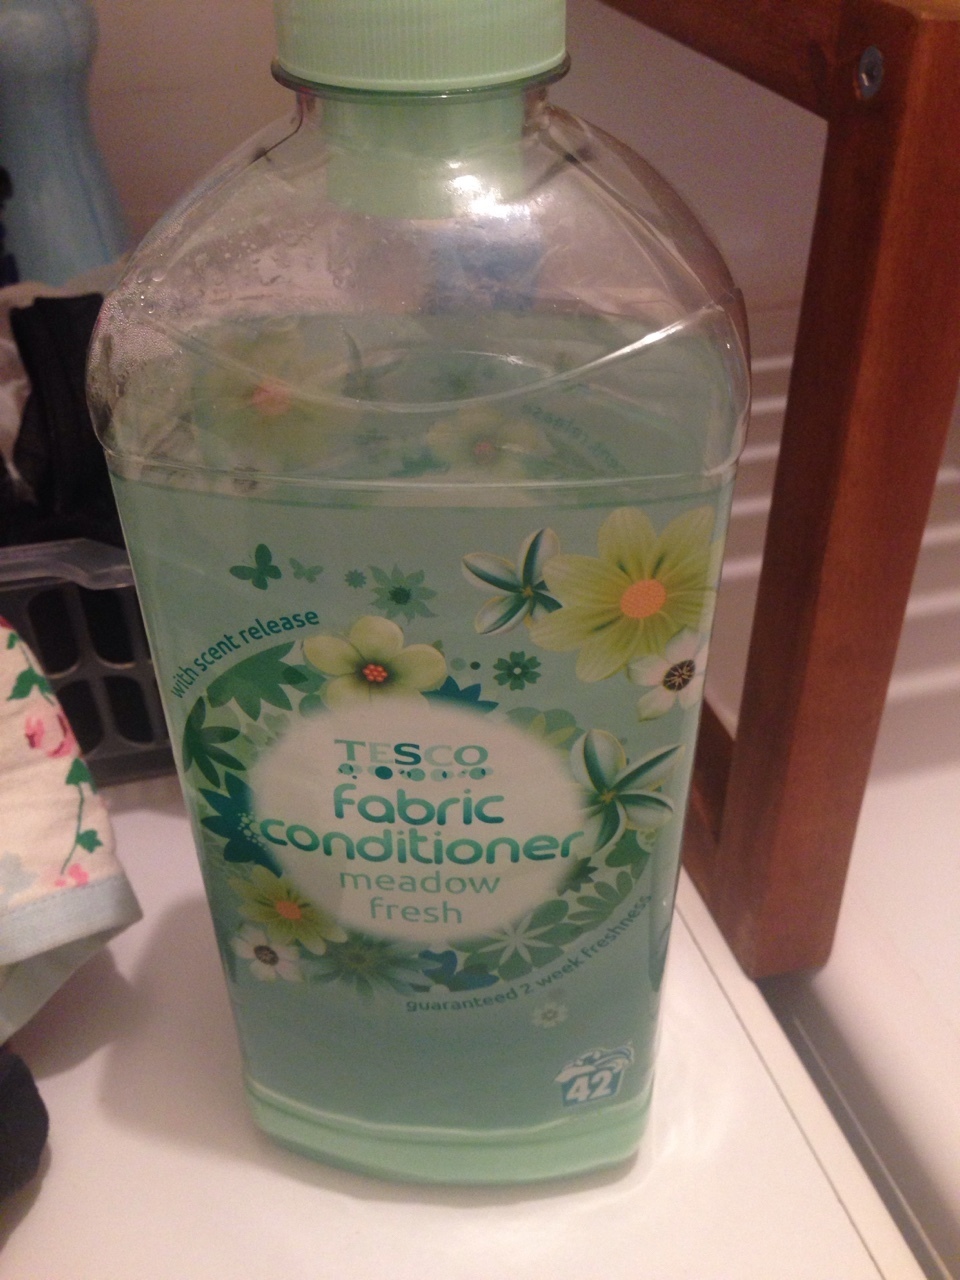 with scent release
TESCO
fabric
conditioner
meadow
fresh
guaranteed 2 week freshness
42